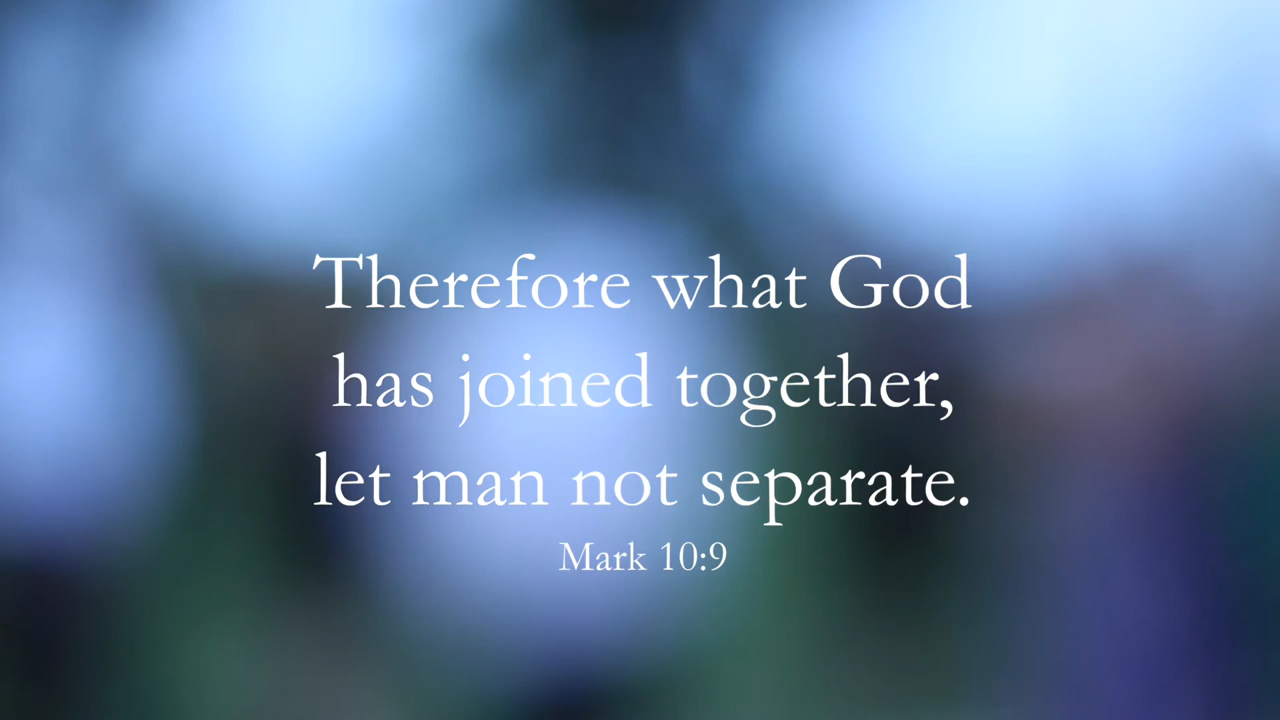 Therefore what God
has joined together,
let man not separate.
Mark 10:9